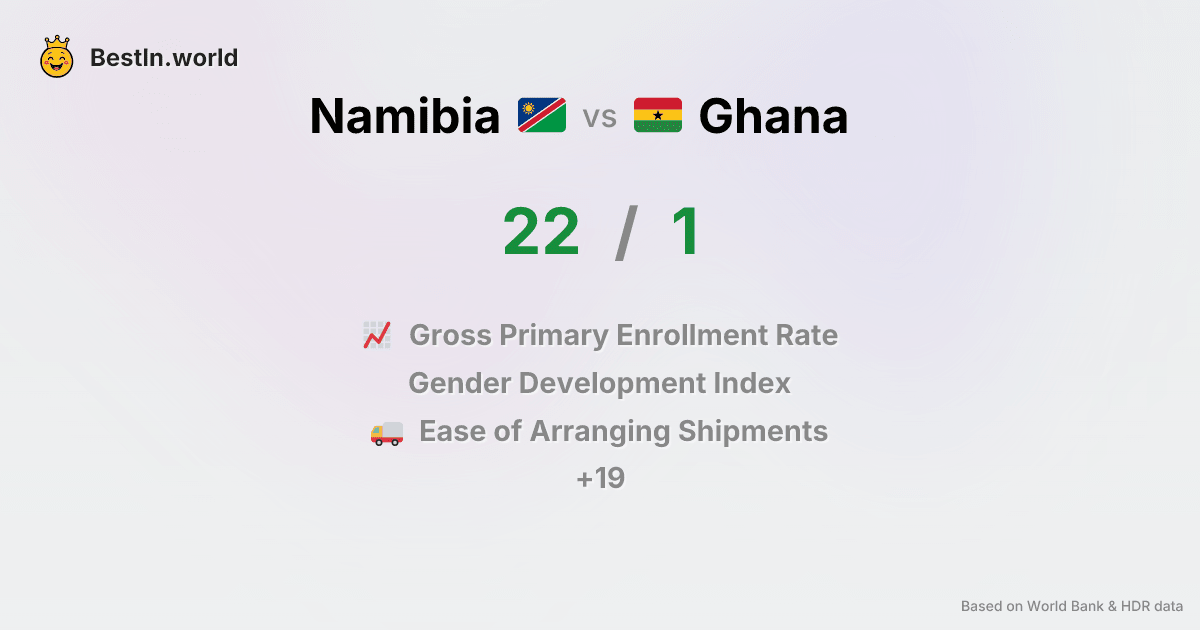 BestIn.world
Namibia vs Ghana
22 / 1
Gross Primary Enrollment Rate
Gender Development Index
Ease of Arranging Shipments
+19
Based on World Bank & HDR data